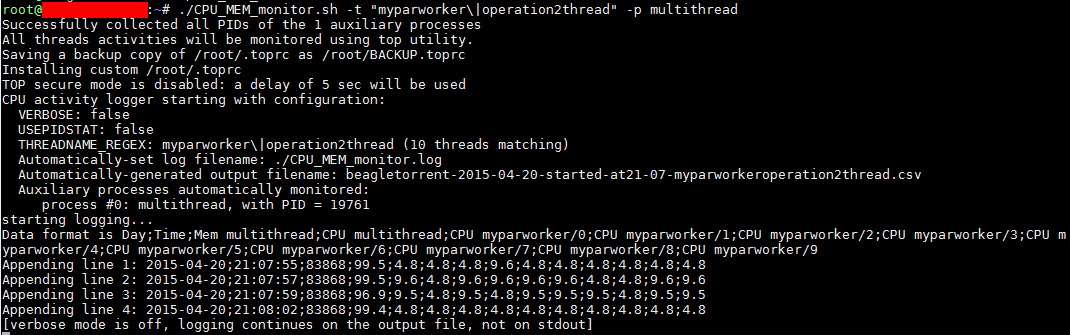 root@:~# ./CPU_MEM_monitor.sh -t "myparworker\|operation2thread" -p multithread
Successfully collected all PIDs of the 1 auxiliary processes
All threads activities will be monitored using top utility.
Saving a backup copy of /root/.toprc as /root/BACKUP.toprc
Installing custom /root/.toprc
TOP secure mode is disabled: a delay of 5 sec will be used
CPU activity logger starting with configuration:
  VERBOSE: false
  USEPIDSTAT: false
  THREADNAME_REGEX: myparworker\|operation2thread (10 threads matching)
  Automatically-set log filename: ./CPU_MEM_monitor.log
  Automatically-generated output filename: beagletorrent-2015-04-20-started-at21-07-myparworkeroperation2thread.csv
  Auxiliary processes automatically monitored:
     process #0: multithread, with PID = 19761
starting logging...
Data format is Day;Time;Mem multithread;CPU multithread;CPU myparworker/0;CPU myparworker/1;CPU myparworker/2;CPU myparworker/3;CPU m
yparworker/4;CPU myparworker/5;CPU myparworker/6;CPU myparworker/7;CPU myparworker/8;CPU myparworker/9
Appending line 1: 2015-04-20;21:07:55;83868;99.5;4.8;4.8;4.8;9.6;4.8;4.8;4.8;4.8;4.8;4.8
Appending line 2: 2015-04-20;21:07:57;83868;99.5;9.6;4.8;9.6;9.6;9.6;9.6;4.8;4.8;9.6;9.6
Appending line 3: 2015-04-20;21:07:59;83868;96.9;9.5;4.8;9.5;4.8;9.5;9.5;9.5;4.8;9.5;9.5
Appending line 4: 2015-04-20;21:08:02;83868;99.4;4.8;4.8;4.8;4.8;4.8;4.8;4.8;4.8;4.8;4.8
[verbose mode is off, logging continues on the output file, not on stdout]